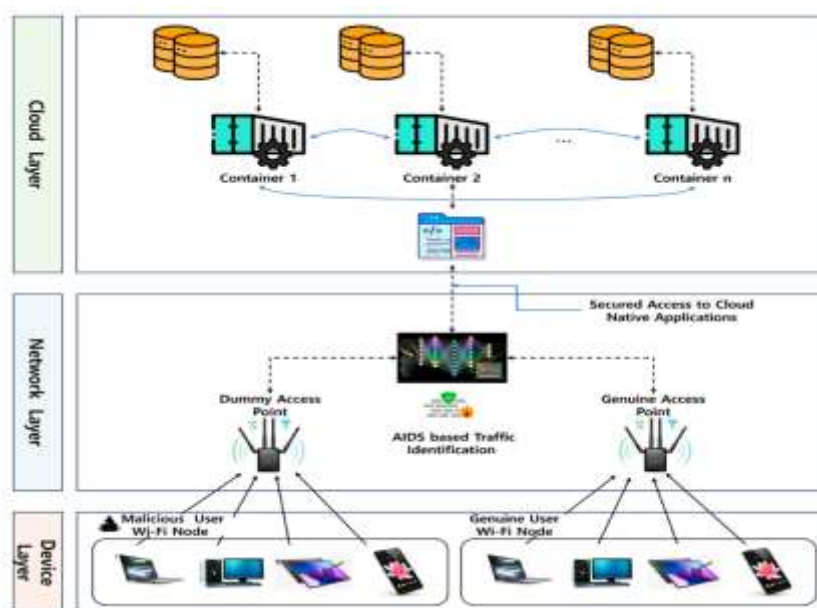 Cloud Layer
Container 1
Container 2
...
Container n
</>
Secured Access to Cloud
Native Applications
Network Layer
Dummy Access
Point
Genuine Access
Point
AIDS based Traffic
Identification
Device
Layer
Malicious User
Wj-Fi Node
Genuine User
Wi-Fi Node